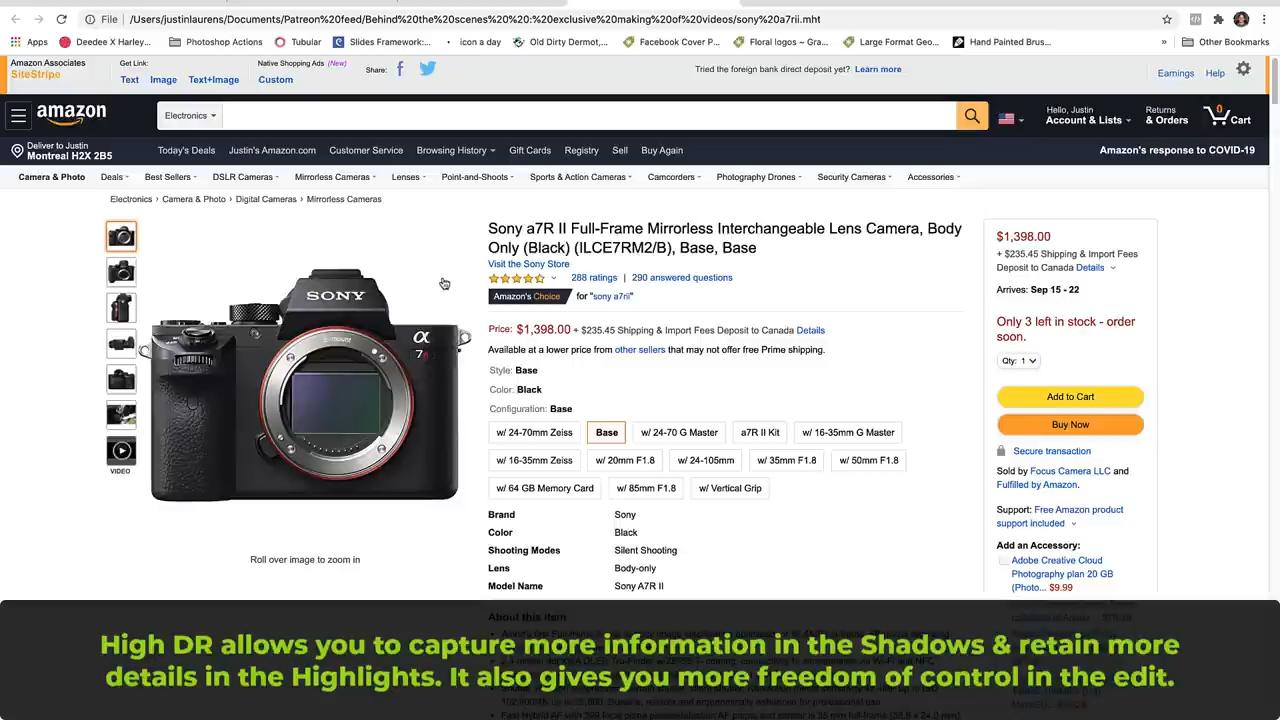 File | /Users/justinlaurens/Documents/Patreon%20feed/Behind%20the%20scenes%20:%20exclusive%20making%20of%20videos/sony%20a7rii.mht
Apps Deedee X Harley... Photoshop Actions Tubular Slides Framework:... icon a day Old Dirty Dermot,... Facebook Cover P... Floral logos ~ Gra... Large Format Geo... Hand Painted Brus... » Other Bookmarks
Amazon Associates Get Link: Native Shopping Ads (New)
SiteStripe Text Image Text+Image Custom Share: Tried the foreign bank direct deposit yet? Learn more Earnings Help
amazon Electronics Hello, Justin Account & Lists Returns & Orders 0 Cart
Deliver to Justin
Montreal H2X 2B5 Today's Deals Justin's Amazon.com Customer Service Browsing History Gift Cards Registry Sell Buy Again Amazon's response to COVID-19
Camera & Photo Deals Best Sellers DSLR Cameras Mirrorless Cameras Lenses Point-and-Shoots Sports & Action Cameras Camcorders Photography Drones Security Cameras Accessories
Electronics › Camera & Photo › Digital Cameras › Mirrorless Cameras
SONY
α
7R
VIDEO
Roll over image to zoom in
Sony a7R II Full-Frame Mirrorless Interchangeable Lens Camera, Body
Only (Black) (ILCE7RM2/B), Base, Base
Visit the Sony Store
288 ratings | 290 answered questions
Amazon's Choice for "sony a7rii"
Price: $1,398.00 + $235.45 Shipping & Import Fees Deposit to Canada Details
Available at a lower price from other sellers that may not offer free Prime shipping.
Style: Base
Color: Black
Configuration: Base
w/ 24-70mm Zeiss Base w/ 24-70 G Master a7R II Kit w/ 16-35mm G Master
w/ 16-35mm Zeiss w/ 20mm F1.8 w/ 24-105mm w/ 35mm F1.8 w/ 50mm F1.8
w/ 64 GB Memory Card w/ 85mm F1.8 w/ Vertical Grip
Brand Sony
Color Black
Shooting Modes Silent Shooting
Lens Body-only
Model Name Sony A7R II
About this item
$1,398.00
+ $235.45 Shipping & Import Fees
Deposit to Canada Details
Arrives: Sep 15 - 22
Only 3 left in stock - order
soon.
Qty: 1
Add to Cart
Buy Now
Secure transaction
Sold by Focus Camera LLC and
Fulfilled by Amazon.
Support: Free Amazon product
support included
Add an Accessory:
Adobe Creative Cloud
Photography plan 20 GB
(Photo... $9.99
High DR allows you to capture more information in the Shadows & retain more
details in the Highlights. It also gives you more freedom of control in the edit.